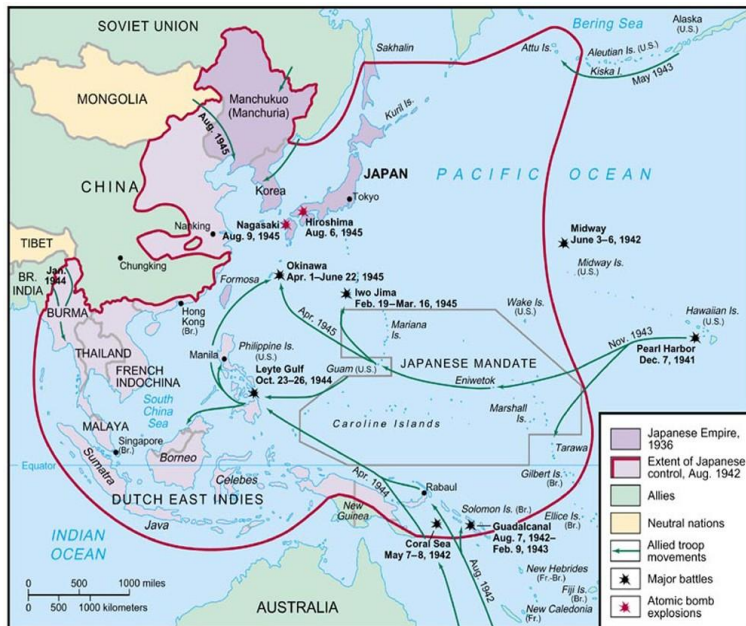 SOVIET UNION
Bering Sea
Alaska
(U.S.)
Sakhalin
Attu Is.
Aleutian Is. (U.S.)
Kiska I.
May 1943
MONGOLIA
Manchukuo
(Manchuria)
Kuril Is.
Aug. 1945
CHINA
JAPAN
PACIFIC OCEAN
Korea
Tokyo
Nanking
Nagasaki
Aug. 9, 1945
Hiroshima
Aug. 6, 1945
Midway
June 3–6, 1942
TIBET
Chungking
Midway Is.
(U.S.)
BR.
INDIA
Jan.
1944
Formosa
Okinawa
Apr. 1–June 22, 1945
Iwo Jima
Feb. 19–Mar. 16, 1945
BURMA
Hong
Kong
(Br.)
Apr. 1945
Mariana
Is.
Wake Is.
(U.S.)
Hawaiian Is.
(U.S.)
Nov. 1943
Pearl Harbor
Dec. 7, 1941
THAILAND
Manila
Philippine Is.
(U.S.)
JAPANESE MANDATE
FRENCH
INDOCHINA
Leyte Gulf
Oct. 23–26, 1944
Guam (U.S.)
Eniwetok
South
China
Sea
Caroline Islands
Marshall
Is.
MALAYA
Singapore
(Br.)
Tarawa
Borneo
Equator
Sumatra
Celebes
Apr. 1944
Rabaul
Gilbert Is.
(Br.)
DUTCH EAST INDIES
New
Guinea
Solomon Is. (Br.)
Ellice Is.
(Br.)
Java
Guadalcanal
Aug. 7, 1942–
Feb. 9, 1943
Coral Sea
May 7–8, 1942
INDIAN
OCEAN
Aug. 1942
New Hebrides
(Fr.-Br.)
Fiji Is.
(Br.)
New Caledonia
(Fr.)
0 500 1000 miles
0 500 1000 kilometers
AUSTRALIA
Japanese Empire,
1936
Extent of Japanese
control, Aug. 1942
Allies
Neutral nations
Allied troop
movements
Major battles
Atomic bomb
explosions